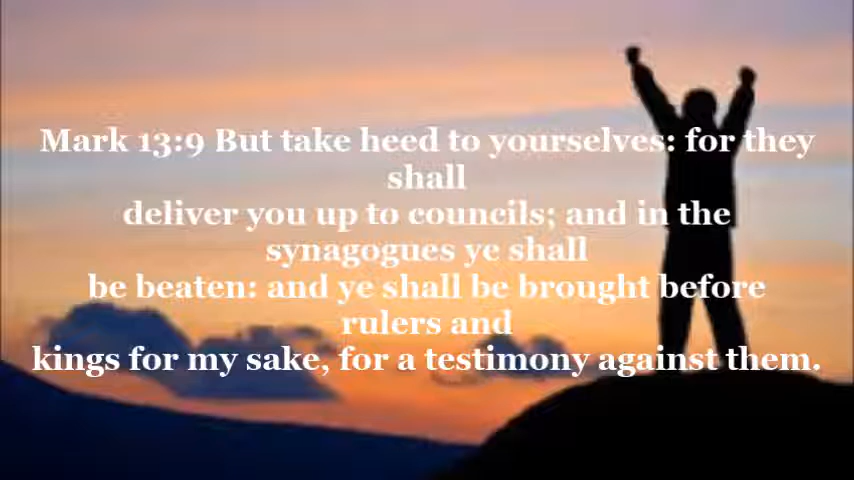 Mark 13:9 But take heed to yourselves: for they
shall
deliver you up to councils; and in the
synagogues ye shall
be beaten: and ye shall be brought before
rulers and
kings for my sake, for a testimony against them.